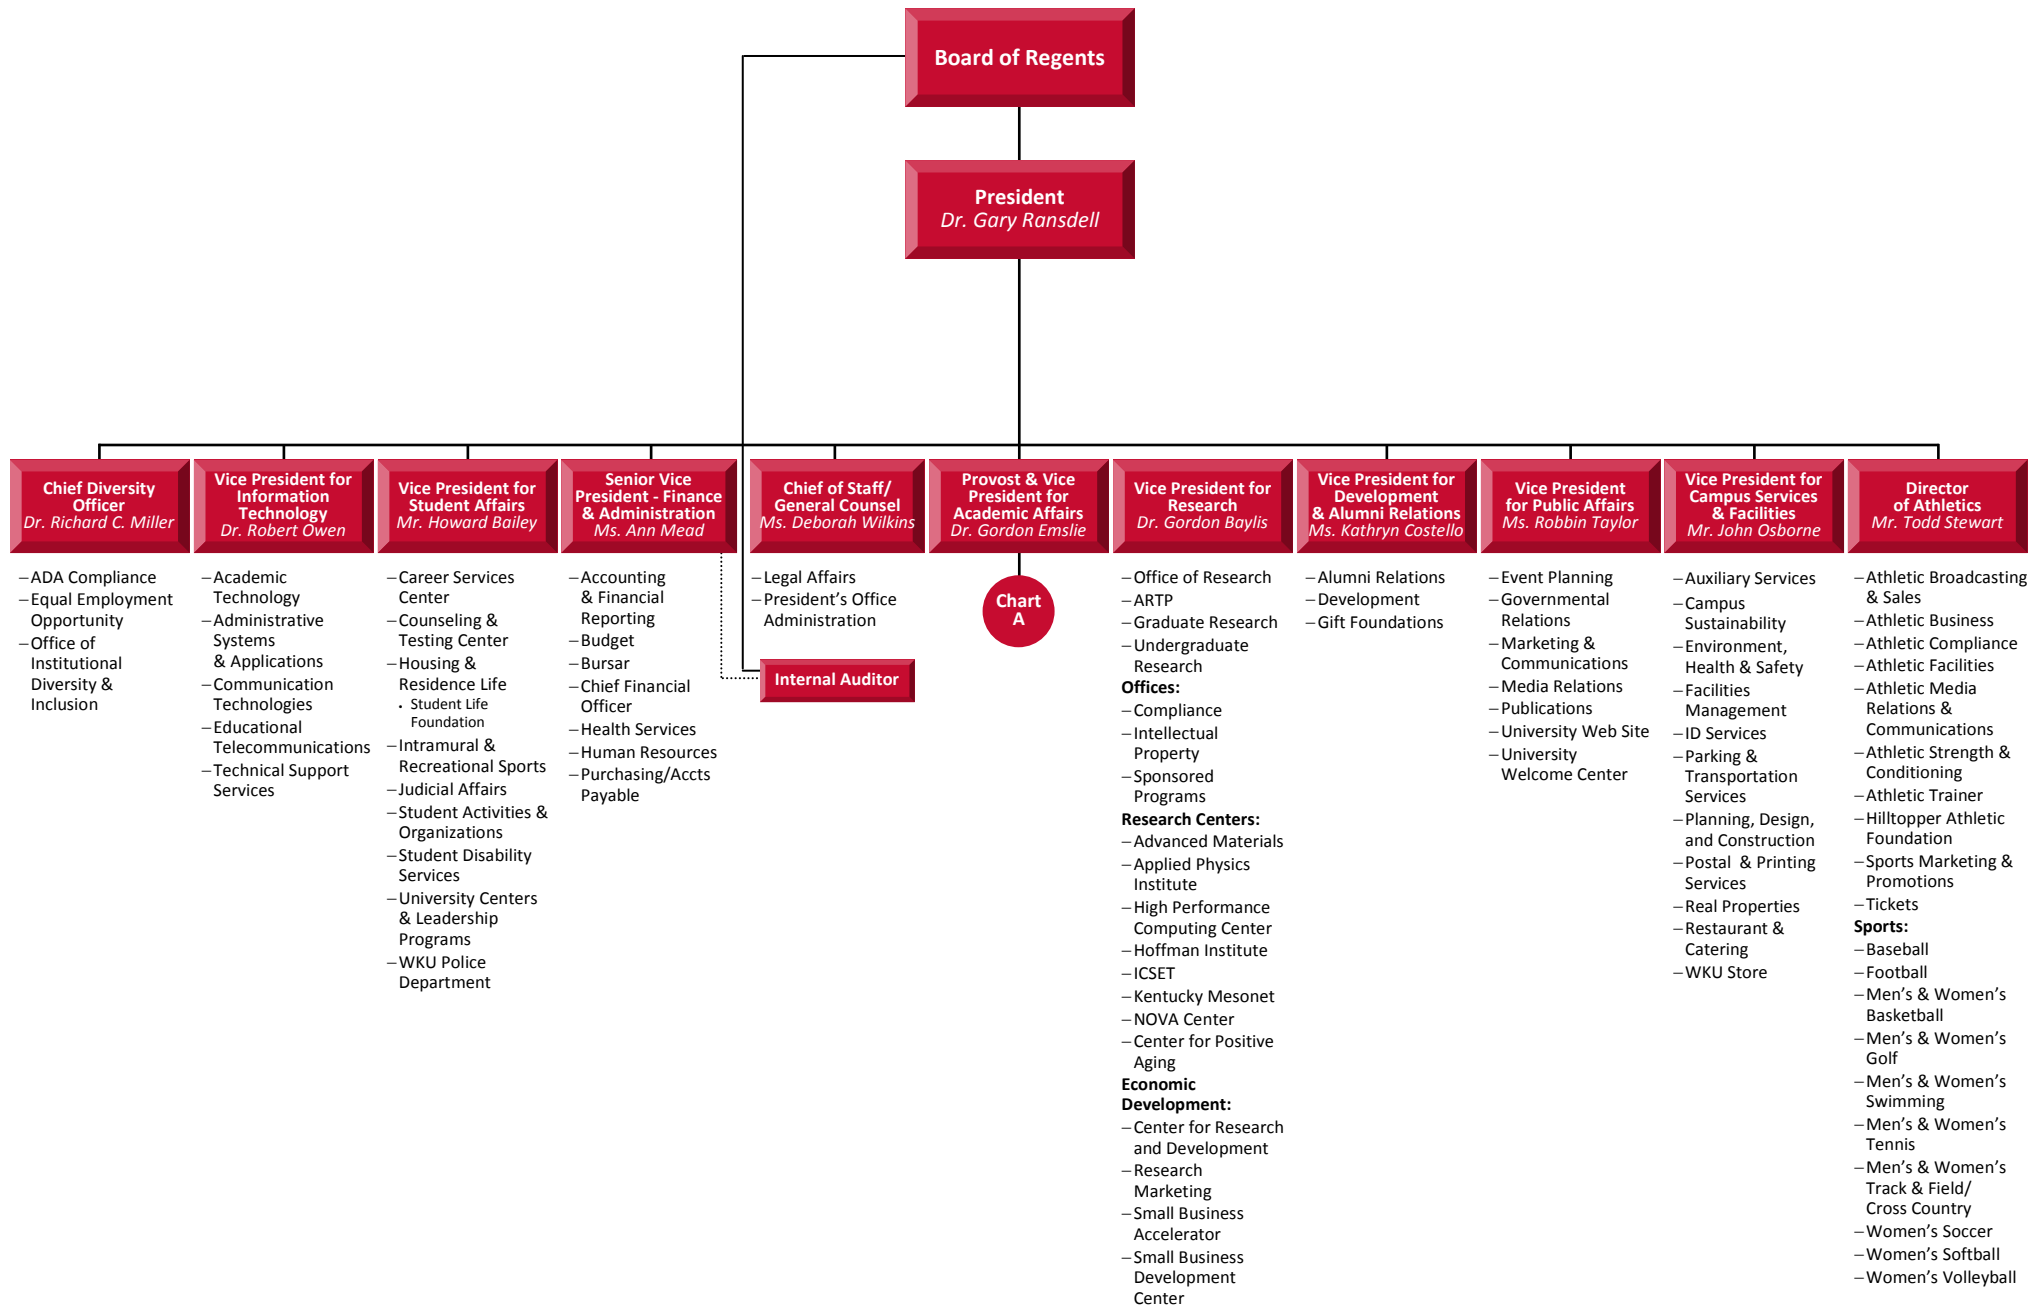 Board of Regents
President
Dr. Gary Ransdell
Chief Diversity
Officer
Dr. Richard C. Miller
–ADA Compliance
–Equal Employment
Opportunity
–Office of
Institutional
Diversity &
Inclusion
Vice President for
Information
Technology
Dr. Robert Owen
–Academic
Technology
–Administrative
Systems
& Applications
–Communication
Technologies
–Educational
Telecommunications
–Technical Support
Services
Vice President for
Student Affairs
Mr. Howard Bailey
–Career Services
Center
–Counseling &
Testing Center
–Housing &
Residence Life
• Student Life
Foundation
–Intramural &
Recreational Sports
–Judicial Affairs
–Student Activities &
Organizations
–Student Disability
Services
–University Centers
& Leadership
Programs
–WKU Police
Department
Senior Vice
President - Finance
& Administration
Ms. Ann Mead
–Accounting
& Financial
Reporting
–Budget
–Bursar
–Chief Financial
Officer
–Health Services
–Human Resources
–Purchasing/Accts
Payable
Chief of Staff/
General Counsel
Ms. Deborah Wilkins
–Legal Affairs
–President’s Office
Administration
Internal Auditor
Provost & Vice
President for
Academic Affairs
Dr. Gordon Emslie
Chart
A
Vice President for
Research
Dr. Gordon Baylis
–Office of Research
–ARTP
–Graduate Research
–Undergraduate
Research
Offices:
–Compliance
–Intellectual
Property
–Sponsored
Programs
Research Centers:
–Advanced Materials
–Applied Physics
Institute
–High Performance
Computing Center
–Hoffman Institute
–ICSET
–Kentucky Mesonet
–NOVA Center
–Center for Positive
Aging
Economic
Development:
–Center for Research
and Development
–Research
Marketing
–Small Business
Accelerator
–Small Business
Development
Center
Vice President for
Development
& Alumni Relations
Ms. Kathryn Costello
–Alumni Relations
–Development
–Gift Foundations
Vice President
for Public Affairs
Ms. Robbin Taylor
–Event Planning
–Governmental
Relations
–Marketing &
Communications
–Media Relations
–Publications
–University Web Site
–University
Welcome Center
Vice President for
Campus Services
& Facilities
Mr. John Osborne
–Auxiliary Services
–Campus
Sustainability
–Environment,
Health & Safety
–Facilities
Management
–ID Services
–Parking &
Transportation
Services
–Planning, Design,
and Construction
–Postal & Printing
Services
–Real Properties
–Restaurant &
Catering
–WKU Store
Director
of Athletics
Mr. Todd Stewart
–Athletic Broadcasting
& Sales
–Athletic Business
–Athletic Compliance
–Athletic Facilities
–Athletic Media
Relations &
Communications
–Athletic Strength &
Conditioning
–Athletic Trainer
–Hilltopper Athletic
Foundation
–Sports Marketing &
Promotions
–Tickets
Sports:
–Baseball
–Football
–Men’s & Women’s
Basketball
–Men’s & Women’s
Golf
–Men’s & Women’s
Swimming
–Men’s & Women’s
Tennis
–Men’s & Women’s
Track & Field/
Cross Country
–Women’s Soccer
–Women’s Softball
–Women’s Volleyball